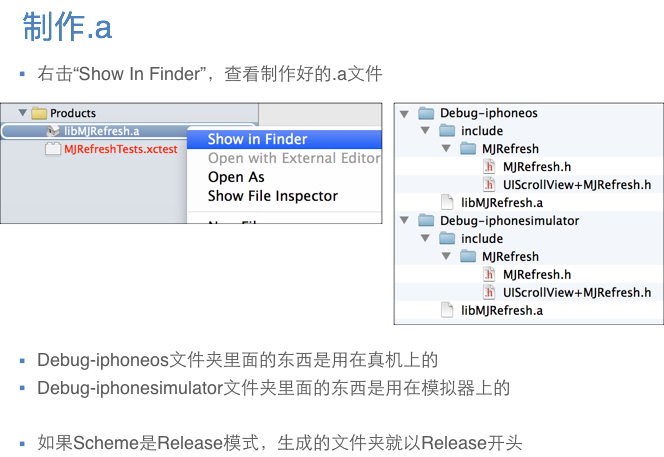 制作.a
右击“Show In Finder”，查看制作好的.a文件
Products
libMJRefresh.a
MJRefreshTests.xctest
Show in Finder
Open with External Editor
Open As
Show File Inspector
Debug-iphoneos
include
MJRefresh
MJRefresh.h
UIScrollView+MJRefresh.h
libMJRefresh.a
Debug-iphonesimulator
include
MJRefresh
MJRefresh.h
UIScrollView+MJRefresh.h
libMJRefresh.a
Debug-iphoneos文件夹里面的东西是用在真机上的
Debug-iphonesimulator文件夹里面的东西是用在模拟器上的
如果Scheme是Release模式，生成的文件夹就以Release开头